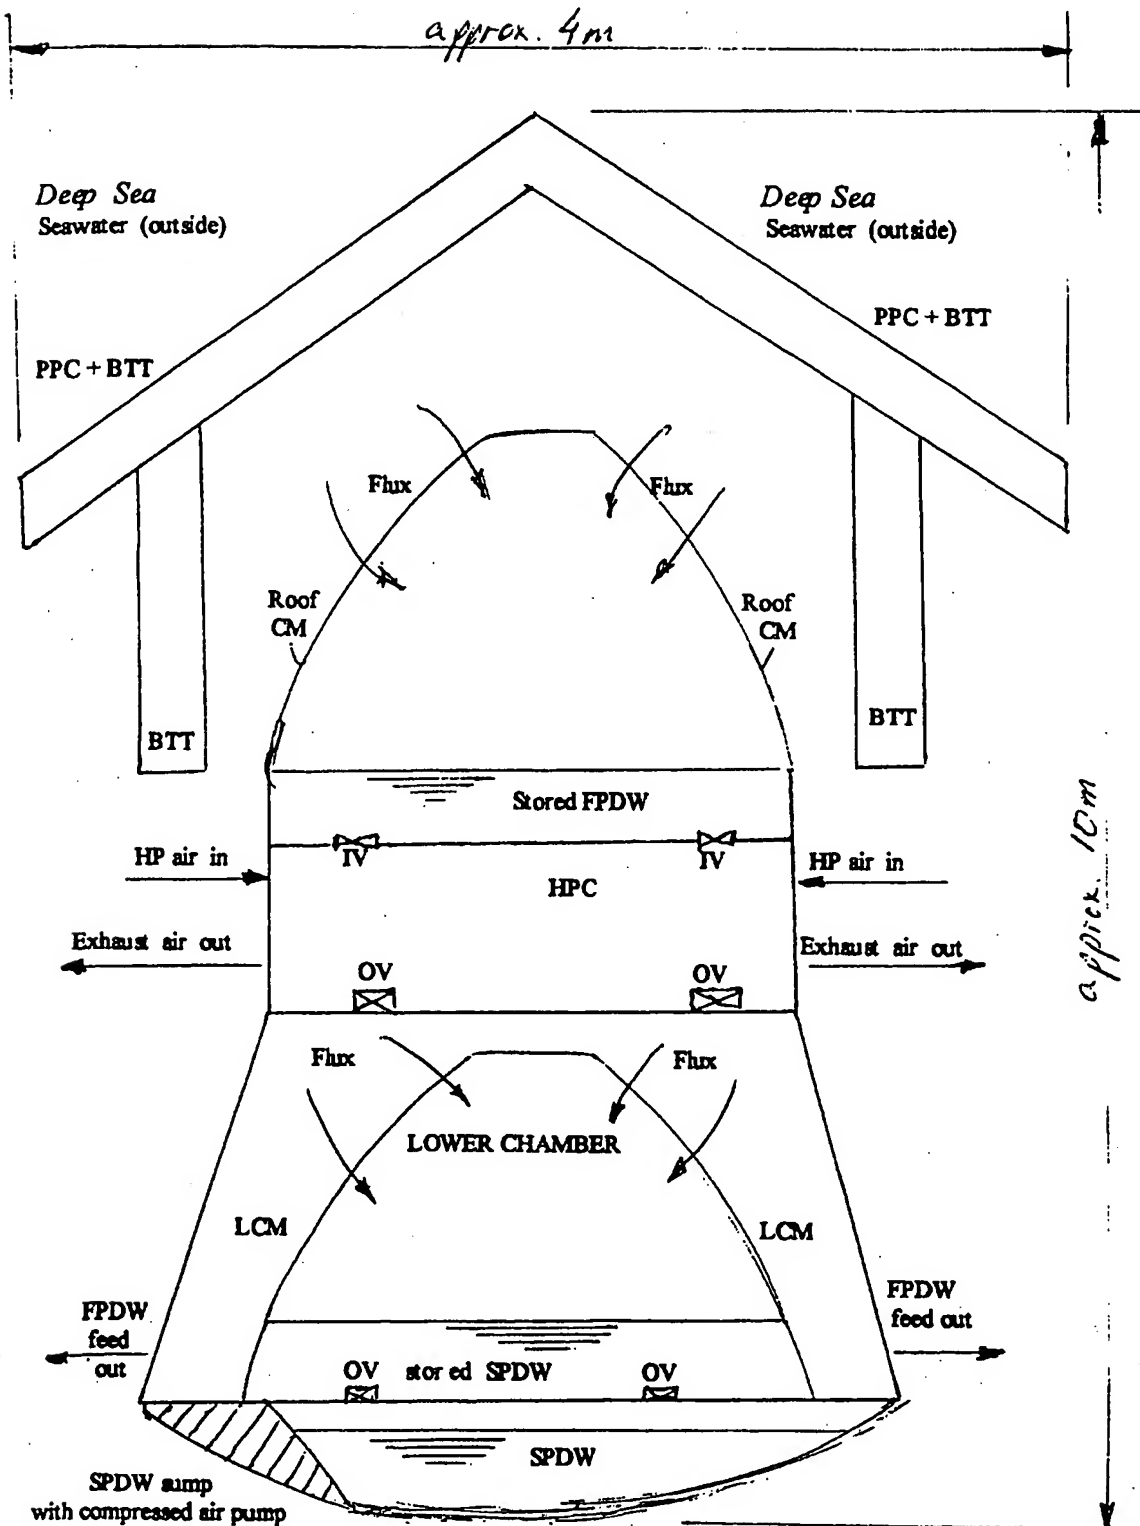 approx. 4m
Deep Sea
Seawater (outside)
Deep Sea
Seawater (outside)
PPC + BTT
PPC + BTT
Flux
Flux
Roof
CM
Roof
CM
BTT
BTT
Stored FPDW
IV
IV
HP air in
HP air in
HPC
approx. 10m
Exhaust air out
Exhaust air out
OV
OV
Flux
Flux
LOWER CHAMBER
LCM
LCM
FPDW
feed
out
FPDW
feed out
OV
stored SPDW
OV
SPDW
SPDW sump
with compressed air pump